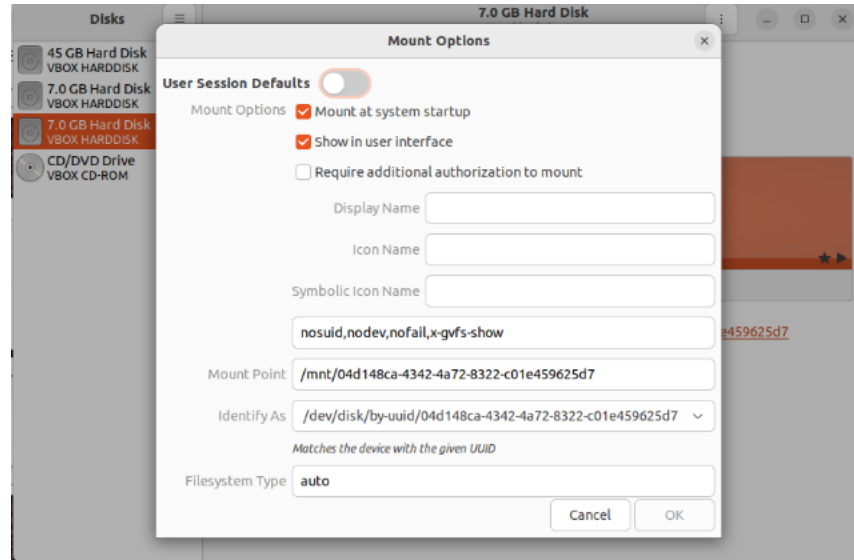 Disks
7.0 GB Hard Disk
45 GB Hard Disk
VBOX HARDDISK
7.0 GB Hard Disk
VBOX HARDDISK
7.0 GB Hard Disk
VBOX HARDDISK
CD/DVD Drive
VBOX CD-ROM
Mount Options
User Session Defaults
Mount Options
Mount at system startup
Show in user interface
Require additional authorization to mount
Display Name
Icon Name
Symbolic Icon Name
nosuid,nodev,nofail,x-gvfs-show
Mount Point /mnt/04d148ca-4342-4a72-8322-c01e459625d7
Identify As /dev/disk/by-uuid/04d148ca-4342-4a72-8322-c01e459625d7
Matches the device with the given UUID
Filesystem Type auto
Cancel
OK
e459625d7